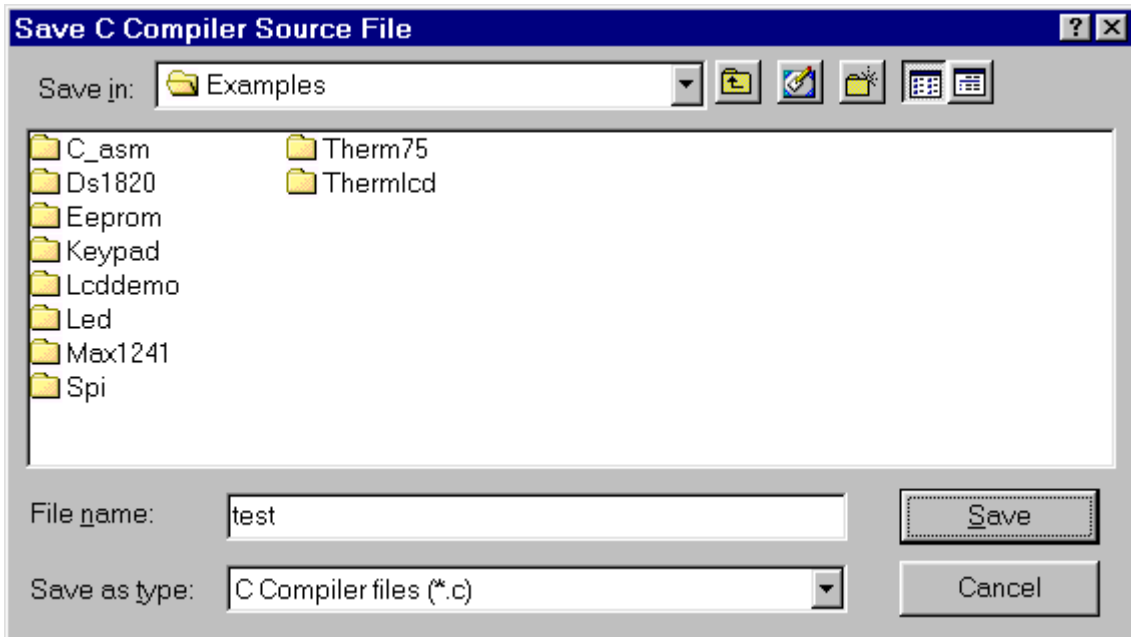 Save C Compiler Source File
Save in: Examples
C_asm Therm75
Ds1820 Thermlcd
Eeprom
Keypad
Lcddemo
Led
Max1241
Spi
File name: test Save
Save as type: C Compiler files (*.c) Cancel